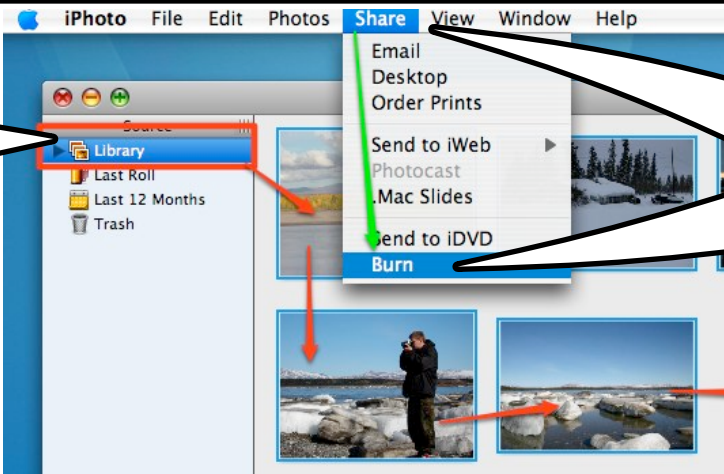 iPhoto File Edit Photos Share View Window Help
Email
Desktop
Order Prints
Send to iWeb
Photocast
.Mac Slides
Send to iDVD
Burn
Source
Library
Last Roll
Last 12 Months
Trash